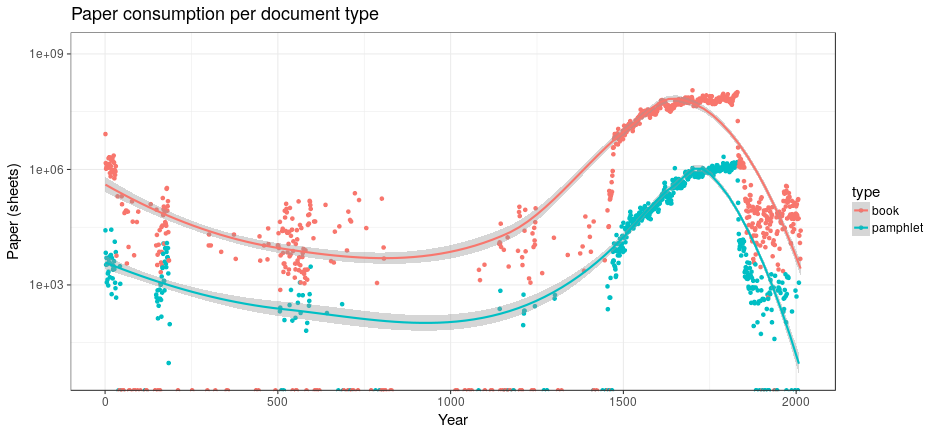 Paper consumption per document type
1e+09
1e+06
1e+03
Paper (sheets)
0 500 1000 1500 2000
Year
type
book
pamphlet